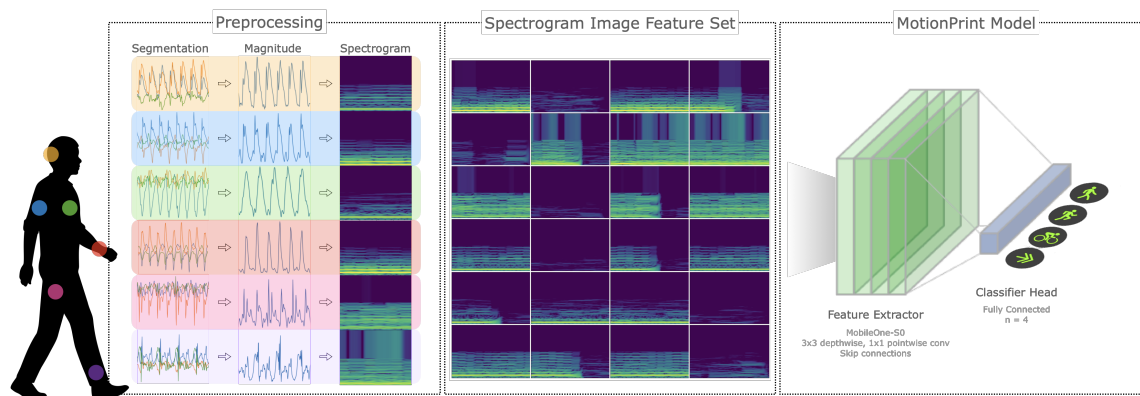 Preprocessing
Spectrogram Image Feature Set
MotionPrint Model
Segmentation
Magnitude
Spectrogram
Feature Extractor
MobileOne-S0
3x3 depthwise, 1x1 pointwise conv
Skip connections
Classifier Head
Fully Connected
n = 4